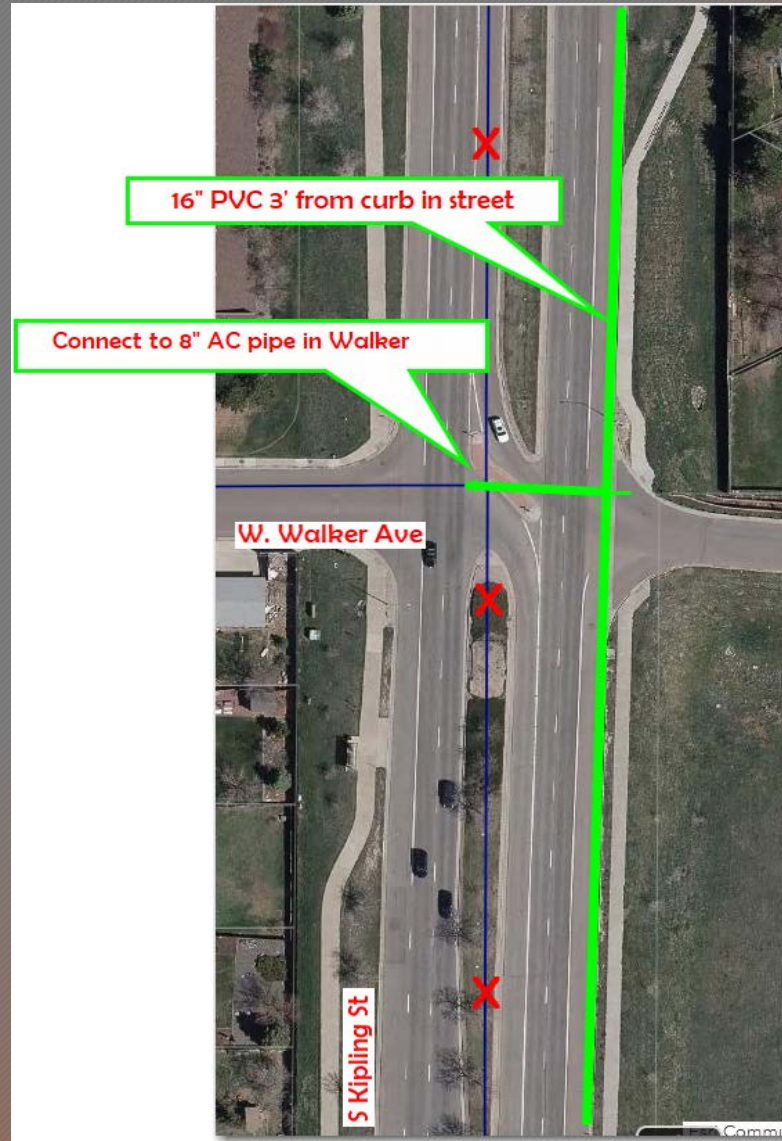 X
16" PVC 3' from curb in street
Connect to 8" AC pipe in Walker
W. Walker Ave
X
X
S Kipling St